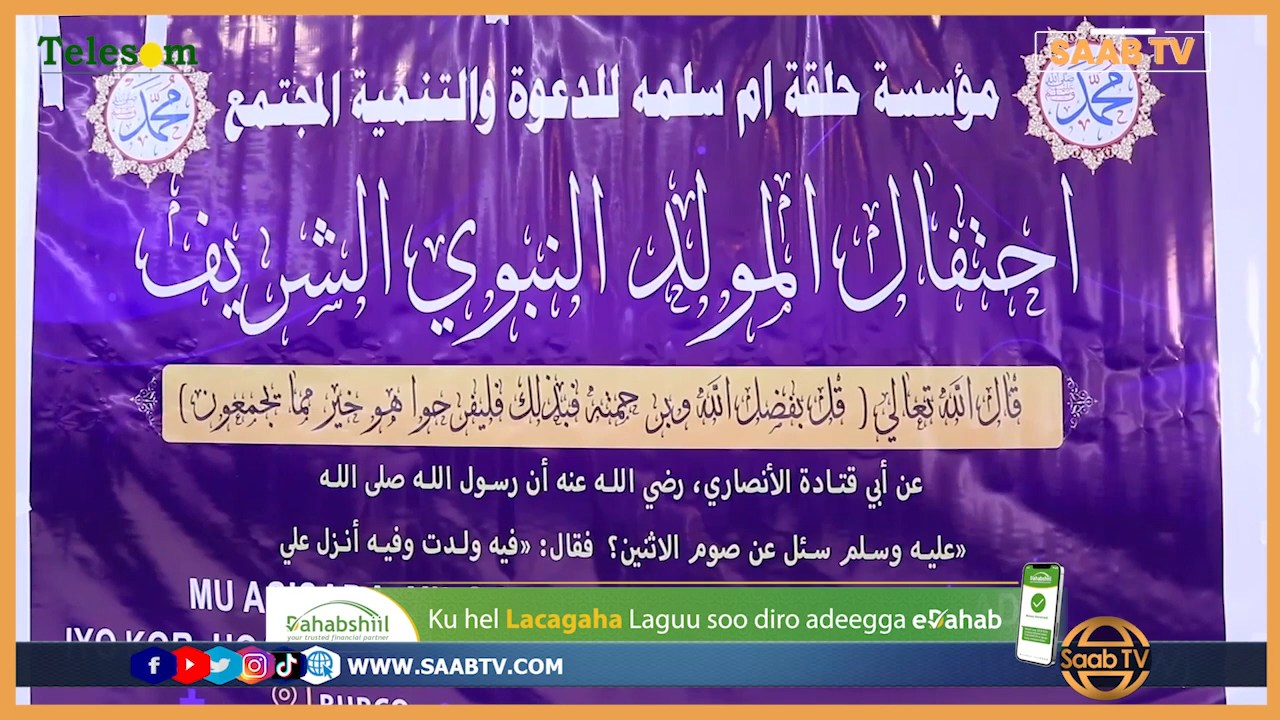 Telesom
SAAB TV
محمد
محمد
مؤسسة حلقة ام سلمه للدعوة والتنمية المجتمع
احتفال المولد النبوي الشريف
قال الله تعالي ( قل بفضل الله وبرحمته فبذلك فليفرحوا هو خير مما يجمعون)
عن أبي قتادة الأنصاري، رضي الله عنه أن رسول الله صلى الله
عليه وسلم سئل عن صوم الاثنين؟ فقال: «فيه ولدت وفيه أنزل علي»
MU
Dahabshiil
your trusted financial partner
Ku hel Lacagaha Laguu soo diro adeegga eDahab
IYO
WWW.SAABTV.COM
Saab TV